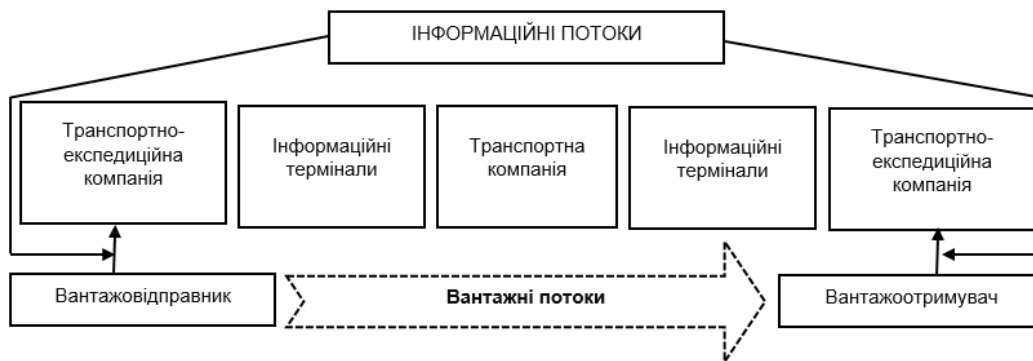 ІНФОРМАЦІЙНІ ПОТОКИ
Транспортно-
експедиційна
компанія
Інформаційні
термінали
Транспортна
компанія
Інформаційні
термінали
Транспортно-
експедиційна
компанія
Вантажовідправник
Вантажні потоки
Вантажоотримувач